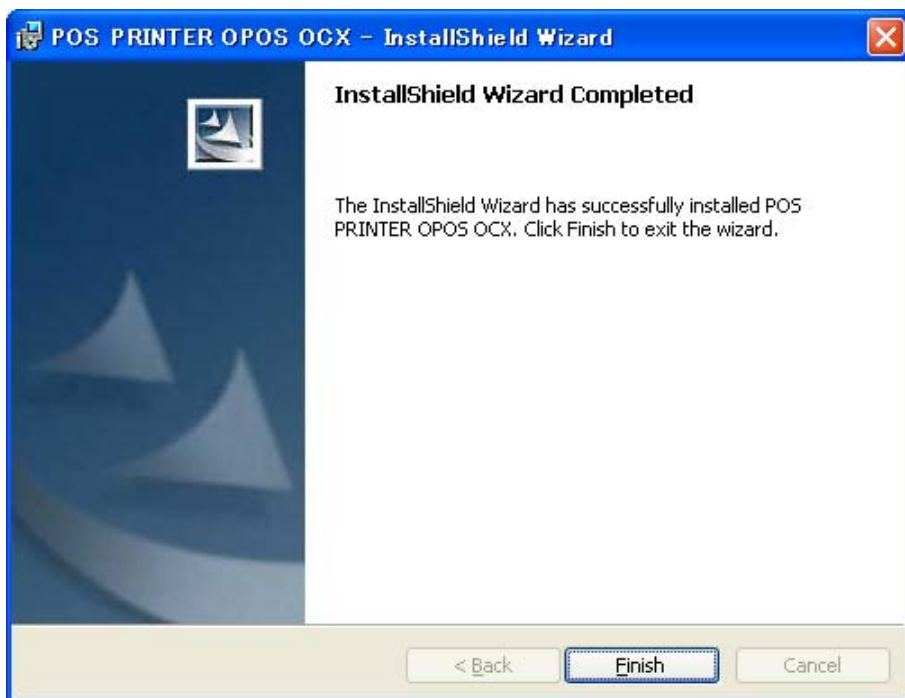 POS PRINTER OPOS OCX - InstallShield Wizard
InstallShield Wizard Completed
The InstallShield Wizard has successfully installed POS
PRINTER OPOS OCX. Click Finish to exit the wizard.
< Back
Finish
Cancel